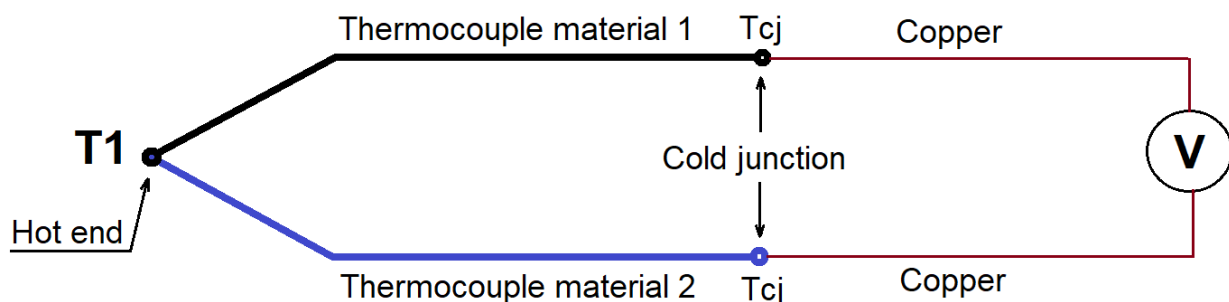 Thermocouple material 1
Tcj
Copper
T1
Cold junction
V
Hot end
Thermocouple material 2
Tcj
Copper